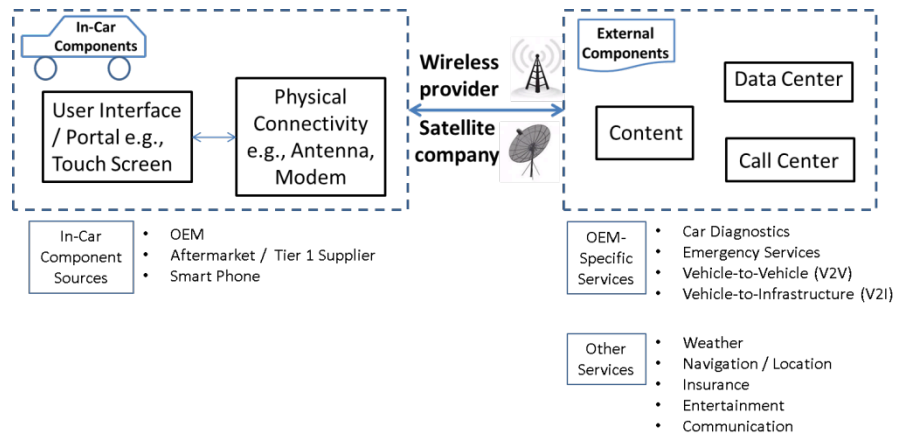 In-Car
Components
User Interface
/ Portal e.g.,
Touch Screen
Physical
Connectivity
e.g., Antenna,
Modem
Wireless
provider
Satellite
company
External
Components
Content
Data Center
Call Center
In-Car
Component
Sources
• OEM
• Aftermarket / Tier 1 Supplier
• Smart Phone
OEM-
Specific
Services
• Car Diagnostics
• Emergency Services
• Vehicle-to-Vehicle (V2V)
• Vehicle-to-Infrastructure (V2I)
Other
Services
• Weather
• Navigation / Location
• Insurance
• Entertainment
• Communication